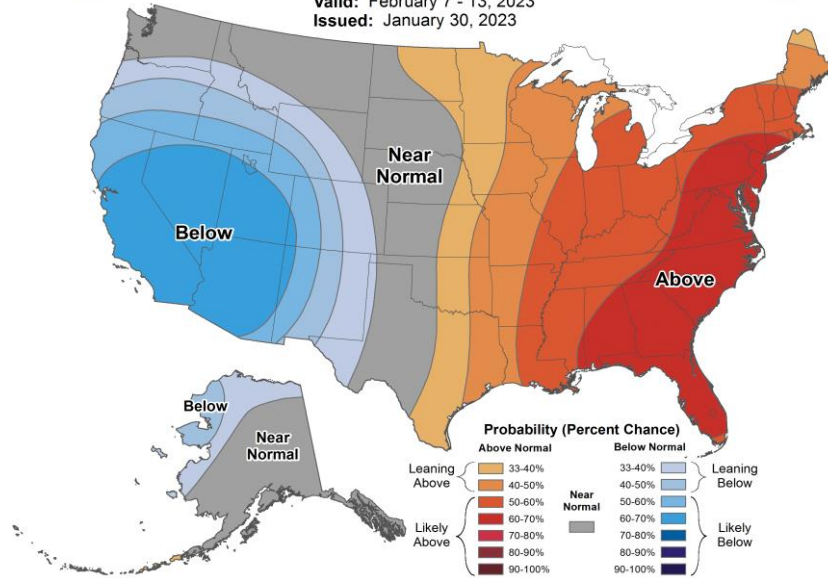 Valid: February 7 - 13, 2023
Issued: January 30, 2023
Near
Normal
Below
Above
Below
Near
Normal
Probability (Percent Chance)
Above Normal
Below Normal
Leaning
Above
33-40%
40-50%
Likely
Above
50-60%
60-70%
70-80%
80-90%
90-100%
Near
Normal
33-40%
40-50%
Leaning
Below
50-60%
60-70%
70-80%
80-90%
90-100%
Likely
Below